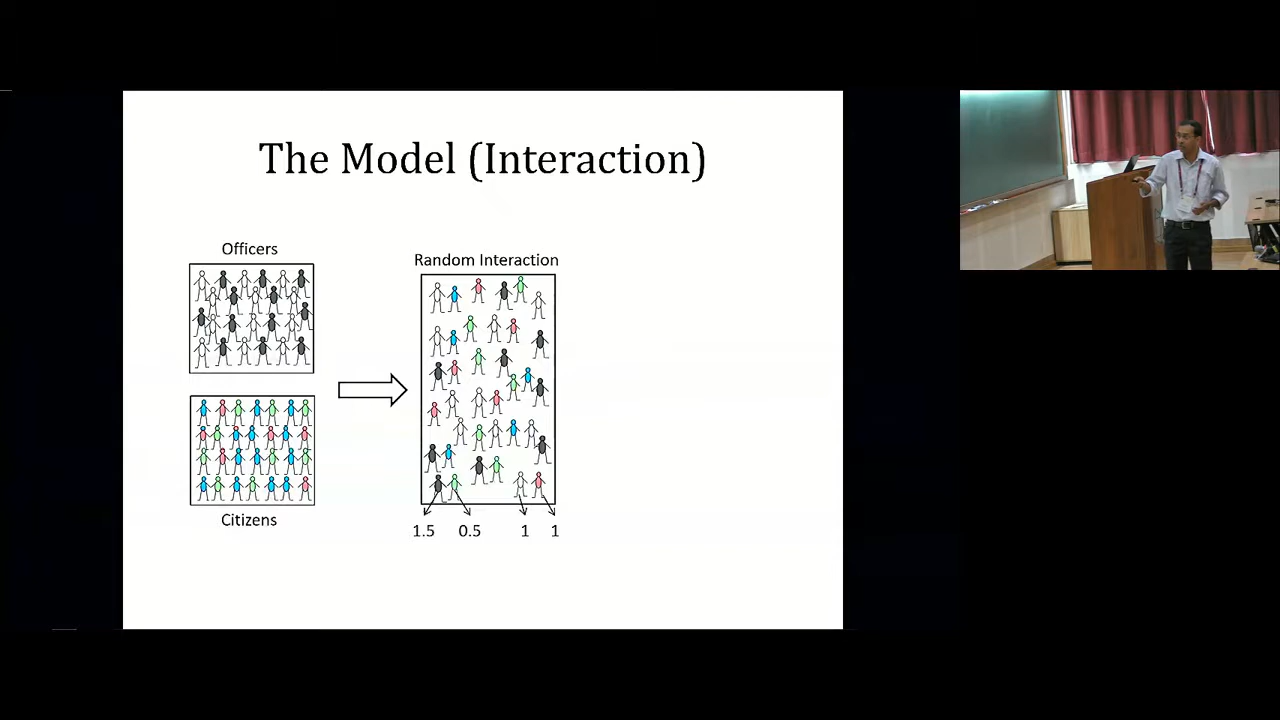 The Model (Interaction)
Officers
Random Interaction
Citizens
1.5 0.5 1 1